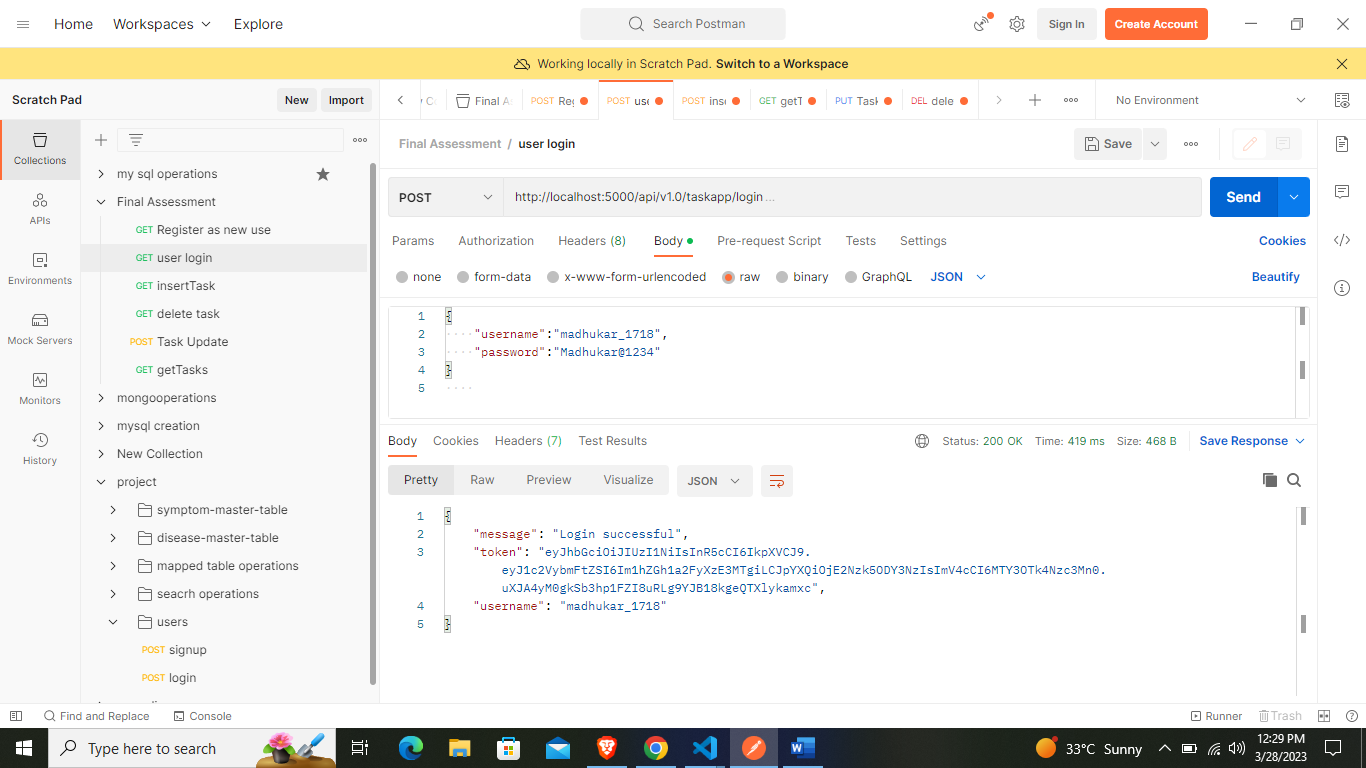 Home Workspaces Explore Search Postman Sign In Create Account
Working locally in Scratch Pad. Switch to a Workspace
Scratch Pad New Import
Final A POST Reg POST use POST inse GET getT PUT Task DEL dele No Environment
Collections
APIs
Environments
Mock Servers
Monitors
History
my sql operations
Final Assessment
GET Register as new use
GET user login
GET insertTask
GET delete task
POST Task Update
GET getTasks
mongooperations
mysql creation
New Collection
project
symptom-master-table
disease-master-table
mapped table operations
seacrh operations
users
POST signup
POST login
Final Assessment / user login Save
POST http://localhost:5000/api/v1.0/taskapp/login... Send
Params Authorization Headers (8) Body Pre-request Script Tests Settings Cookies
none form-data x-www-form-urlencoded raw binary GraphQL JSON Beautify
1 {
2 ····"username":"madhukar_1718",
3 ····"password":"Madhukar@1234"
4 }
5 ····
Body Cookies Headers (7) Test Results Status: 200 OK Time: 419 ms Size: 468 B Save Response
Pretty Raw Preview Visualize JSON
1 {
2 "message": "Login successful",
3 "token": "eyJhbGciOiJIUzI1NiIsInR5cCI6IkpXVCJ9.
eyJ1c2VybmFtZSI6Im1hZGh1a2FyXzE3MTgiLCJpYXQiOjE2Nzk5ODY3NzIsImV4cCI6MTY3OTk4Nzc3Mn0.
uXJA4yM0gkSb3hp1FZI8uRLg9YJB18kgeQTXlykamxc",
4 "username": "madhukar_1718"
5 }
Find and Replace Console Runner Trash
Type here to search 33°C Sunny 12:29 PM
3/28/2023